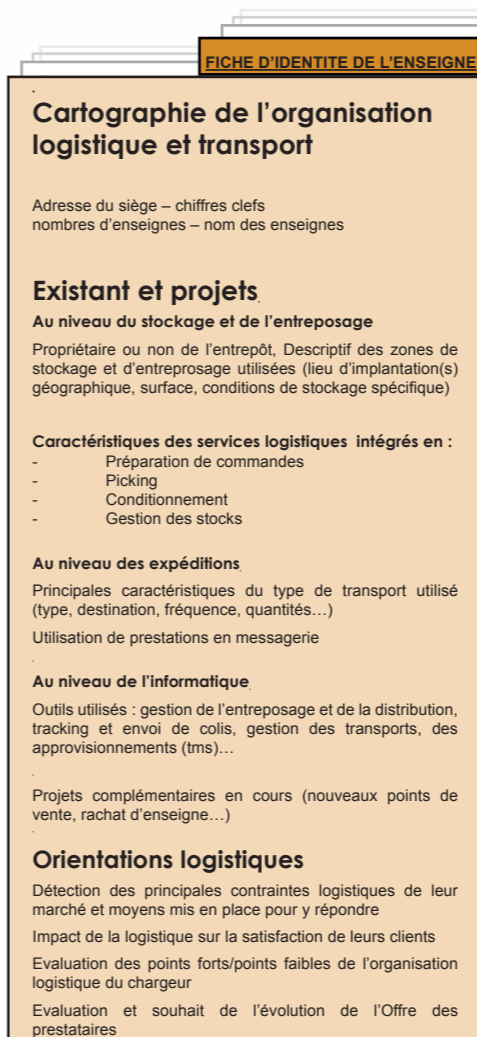 FICHE D'IDENTITE DE L'ENSEIGNE
Cartographie de l'organisation
logistique et transport
Adresse du siège – chiffres clefs
nombres d'enseignes – nom des enseignes
Existant et projets
Au niveau du stockage et de l'entreposage
Propriétaire ou non de l'entrepôt, Descriptif des zones de
stockage et d'entreprosage utilisées (lieu d'implantation(s)
géographique, surface, conditions de stockage spécifique)
Caractéristiques des services logistiques intégrés en :
- Préparation de commandes
- Picking
- Conditionnement
- Gestion des stocks
Au niveau des expéditions
Principales caractéristiques du type de transport utilisé
(type, destination, fréquence, quantités…)
Utilisation de prestations en messagerie
Au niveau de l'informatique
Outils utilisés : gestion de l'entreposage et de la distribution,
tracking et envoi de colis, gestion des transports, des
approvisionnements (tms)…
Projets complémentaires en cours (nouveaux points de
vente, rachat d'enseigne…)
Orientations logistiques
Détection des principales contraintes logistiques de leur
marché et moyens mis en place pour y répondre
Impact de la logistique sur la satisfaction de leurs clients
Evaluation des points forts/points faibles de l'organisation
logistique du chargeur
Evaluation et souhait de l'évolution de l'Offre des
prestataires